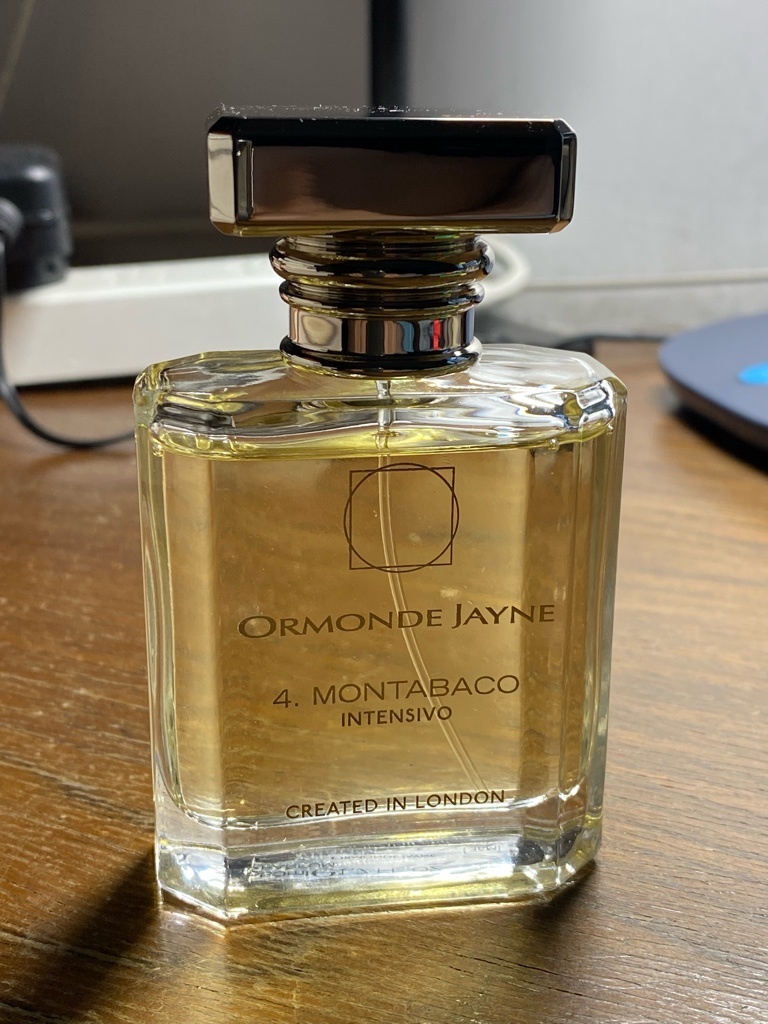 ORMONDE JAYNE
4. MONTABACO
INTENSIVO
CREATED IN LONDON